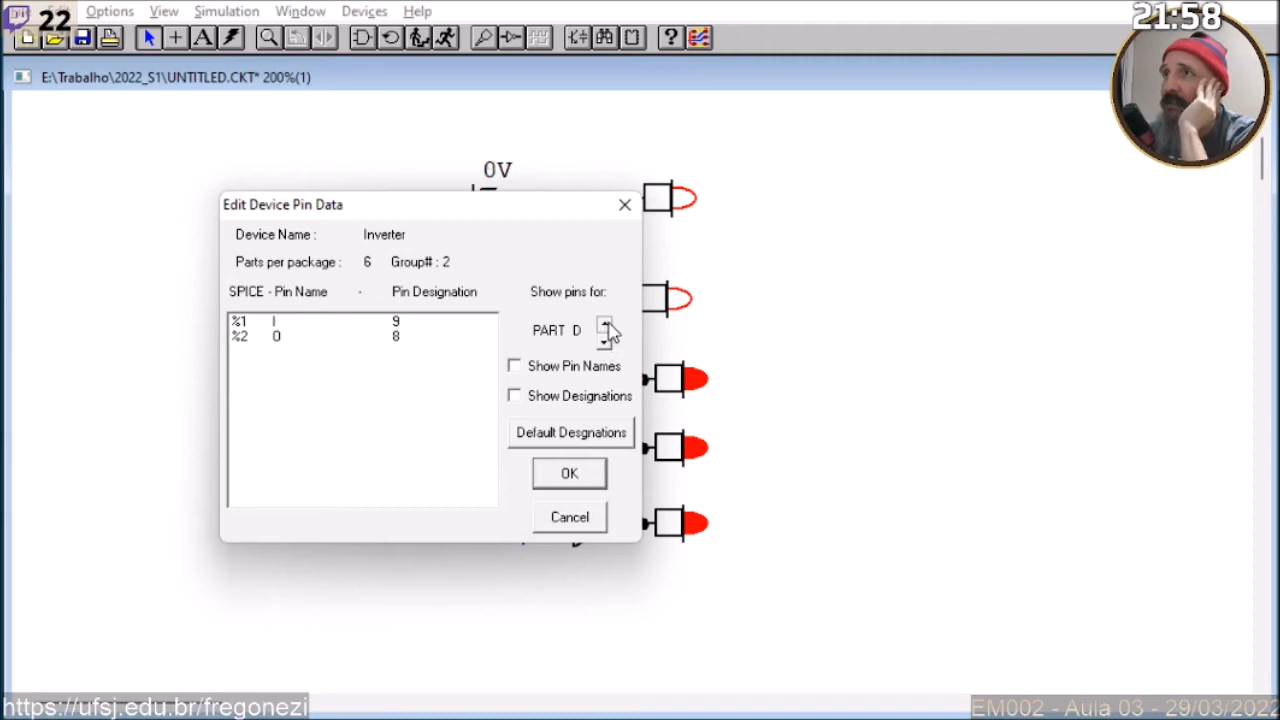 22
21:58
Options View Simulation Window Devices Help
E:\Trabalho\2022_S1\UNTITLED.CKT* 200%(1)
0V
Edit Device Pin Data
Device Name : Inverter
Parts per package : 6 Group# : 2
SPICE - Pin Name - Pin Designation
Show pins for:
%1 I 9
%2 O 8
PART D
Show Pin Names
Show Designations
Default Desgnations
OK
Cancel
https://ufsj.edu.br/fregonezi
EM002 - Aula 03 - 29/03/2022